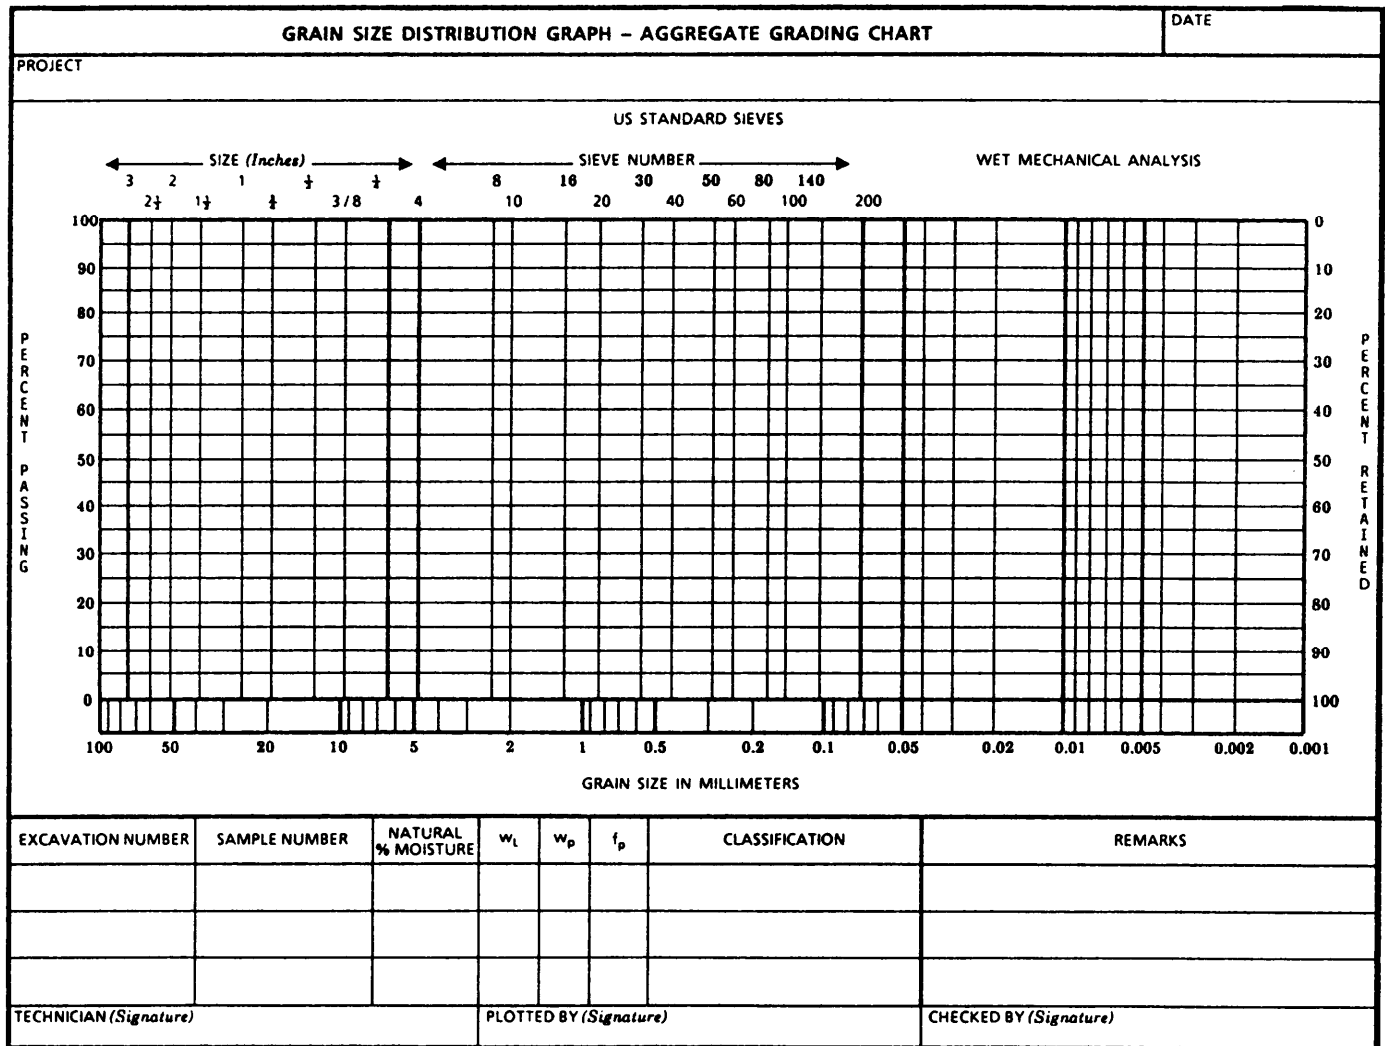 GRAIN SIZE DISTRIBUTION GRAPH – AGGREGATE GRADING CHART
DATE
PROJECT
US STANDARD SIEVES
SIZE (Inches) SIEVE NUMBER WET MECHANICAL ANALYSIS
3 2 1 ½ ¼ 8 16 30 50 80 140
2½ 1½ ¾ 3/8 4 10 20 40 60 100 200
100 0
90 10
80 20
70 30
60 40
50 50
40 60
30 70
20 80
10 90
0 100
PERCENT PASSING
PERCENT RETAINED
100 50 20 10 5 2 1 0.5 0.2 0.1 0.05 0.02 0.01 0.005 0.002 0.001
GRAIN SIZE IN MILLIMETERS
EXCAVATION NUMBER SAMPLE NUMBER NATURAL % MOISTURE wL wp fp CLASSIFICATION REMARKS
TECHNICIAN (Signature) PLOTTED BY (Signature) CHECKED BY (Signature)